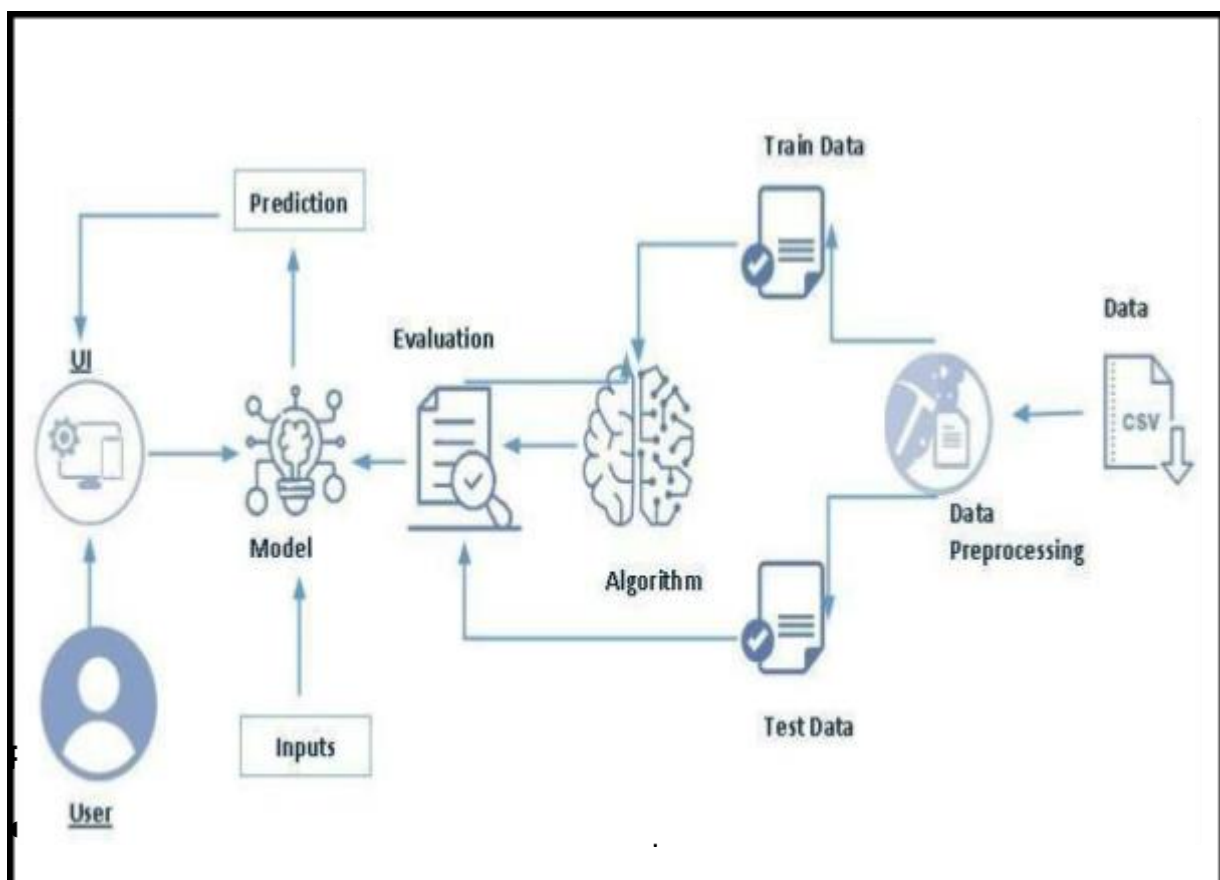 Train Data
Prediction
Data
Evaluation
UI
CSV
Data
Preprocessing
Model
Algorithm
Test Data
Inputs
User